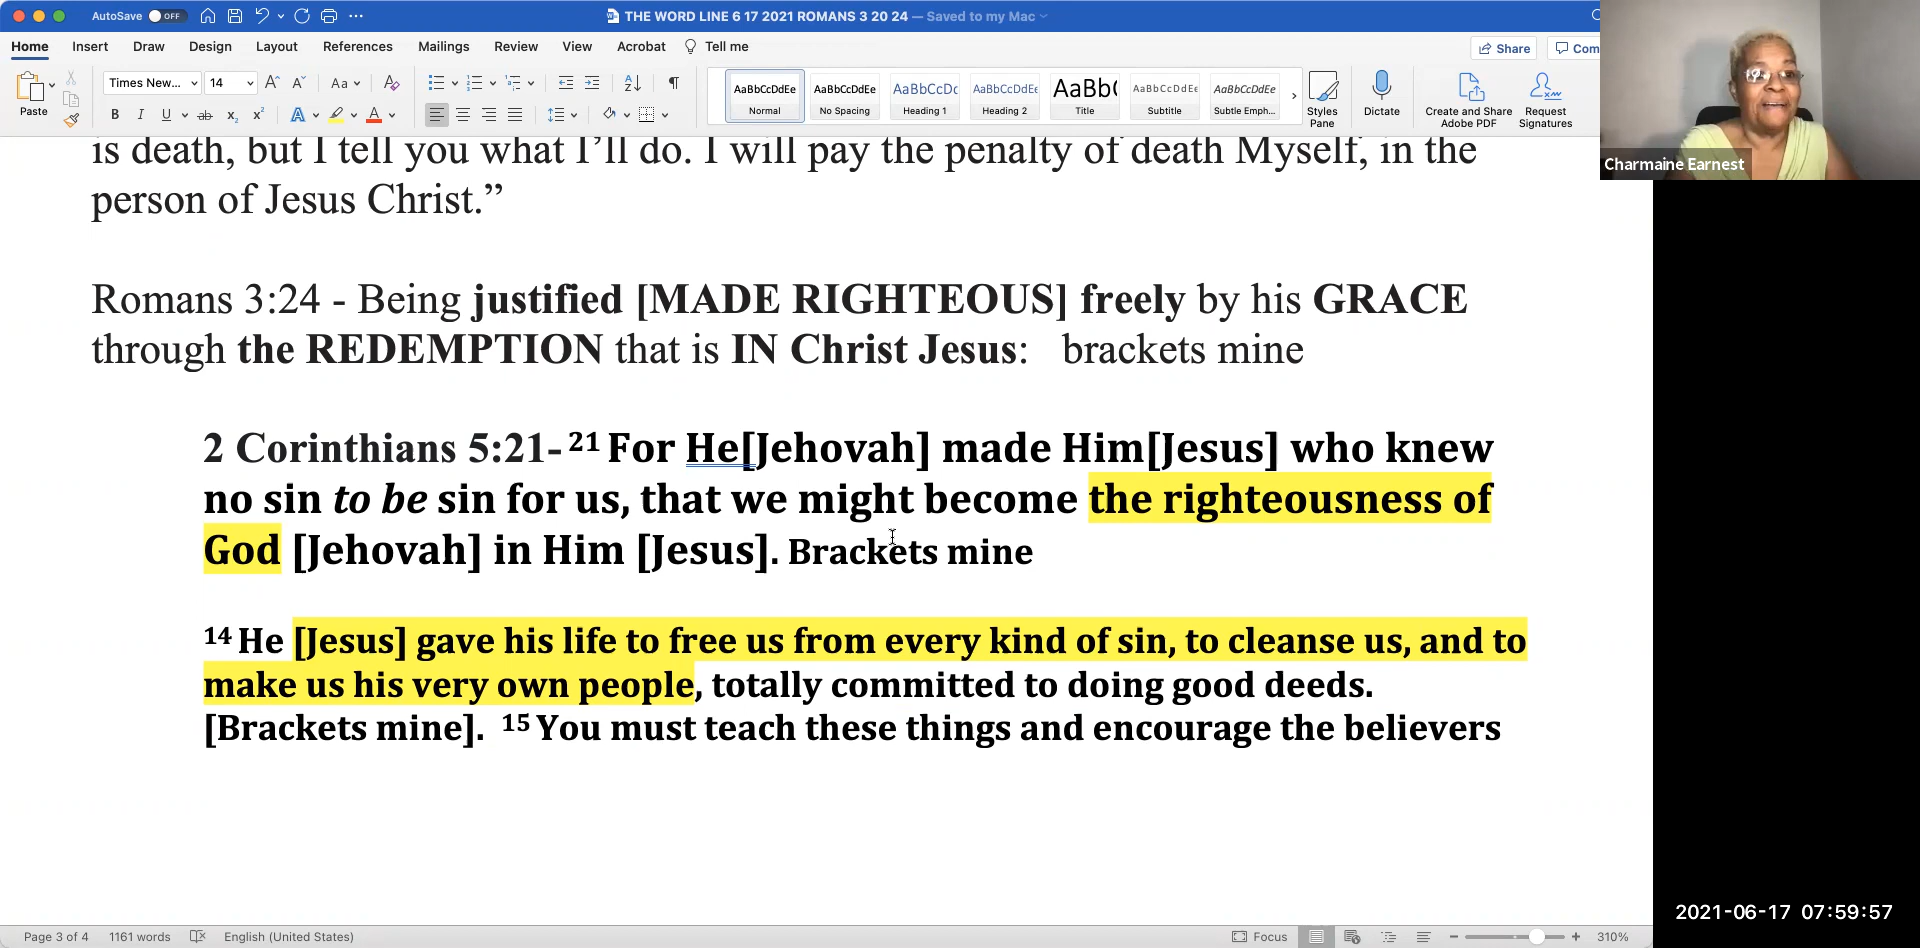 AutoSave OFF
THE WORD LINE 6 17 2021 ROMANS 3 20 24 — Saved to my Mac
Home Insert Draw Design Layout References Mailings Review View Acrobat Tell me
Share Com
Paste
Times New... 14
Aa
B I U ab x₂ x² A A
AaBbCcDdEe AaBbCcDdEe AaBbCcDc AaBbCcDdEe AaBb( AaBbCcDdEe AaBbCcDdEe
Normal No Spacing Heading 1 Heading 2 Title Subtitle Subtle Emph...
Styles Pane
Dictate
Create and Share Adobe PDF
Request Signatures
Charmaine Earnest
is death, but I tell you what I’ll do. I will pay the penalty of death Myself, in the
person of Jesus Christ.”
Romans 3:24 - Being justified [MADE RIGHTEOUS] freely by his GRACE
through the REDEMPTION that is IN Christ Jesus: brackets mine
2 Corinthians 5:21- 21 For He[Jehovah] made Him[Jesus] who knew
no sin to be sin for us, that we might become the righteousness of
God [Jehovah] in Him [Jesus]. Brackets mine
14 He [Jesus] gave his life to free us from every kind of sin, to cleanse us, and to
make us his very own people, totally committed to doing good deeds.
[Brackets mine]. 15 You must teach these things and encourage the believers
2021-06-17 07:59:57
Page 3 of 4 1161 words English (United States) Focus 310%